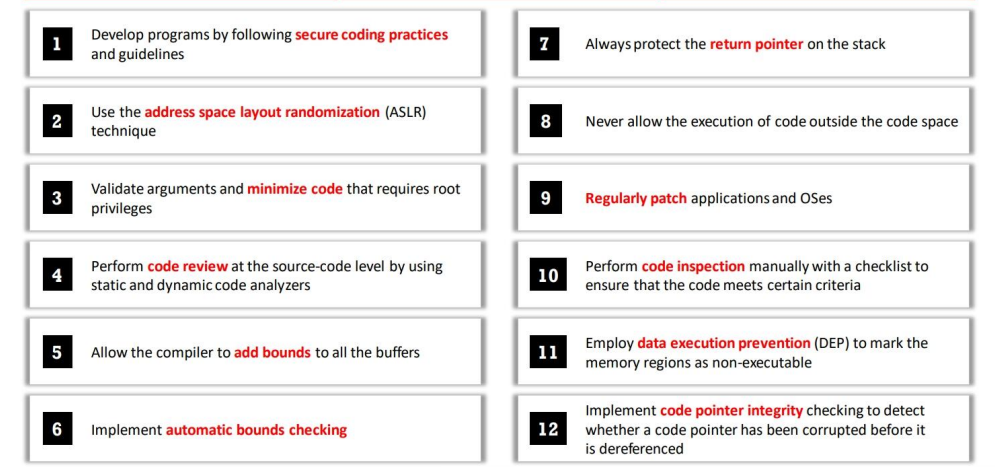 1
Develop programs by following secure coding practices
and guidelines
2
Use the address space layout randomization (ASLR)
technique
3
Validate arguments and minimize code that requires root
privileges
4
Perform code review at the source-code level by using
static and dynamic code analyzers
5
Allow the compiler to add bounds to all the buffers
6
Implement automatic bounds checking
7
Always protect the return pointer on the stack
8
Never allow the execution of code outside the code space
9
Regularly patch applications and OSes
10
Perform code inspection manually with a checklist to
ensure that the code meets certain criteria
11
Employ data execution prevention (DEP) to mark the
memory regions as non-executable
12
Implement code pointer integrity checking to detect
whether a code pointer has been corrupted before it
is dereferenced